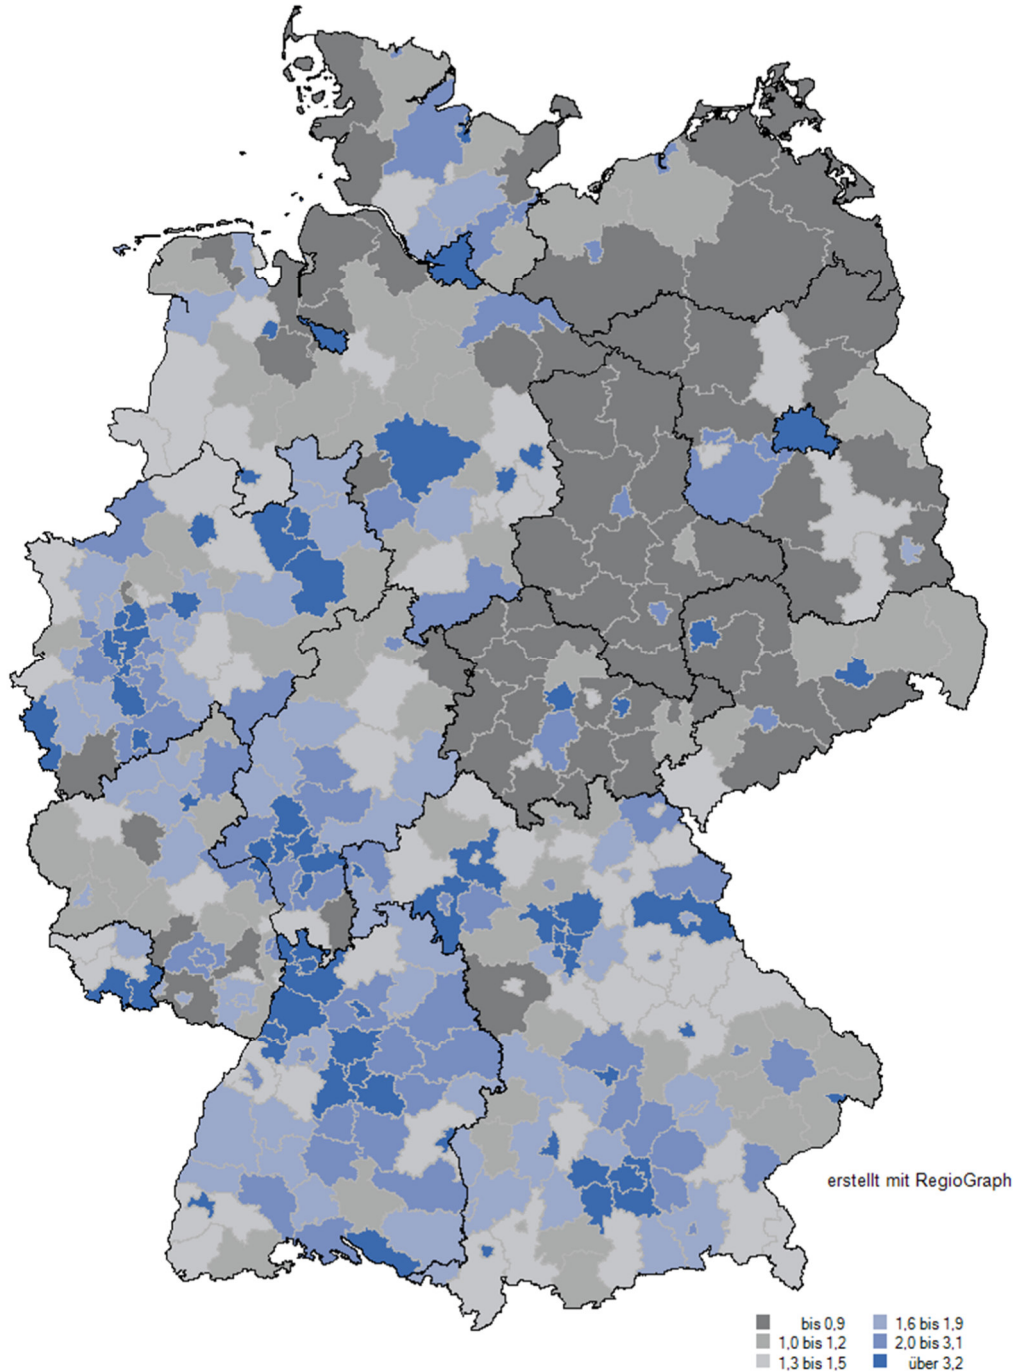 erstellt mit RegioGraph
bis 0,9
1,0 bis 1,2
1,3 bis 1,5
1,6 bis 1,9
2,0 bis 3,1
über 3,2